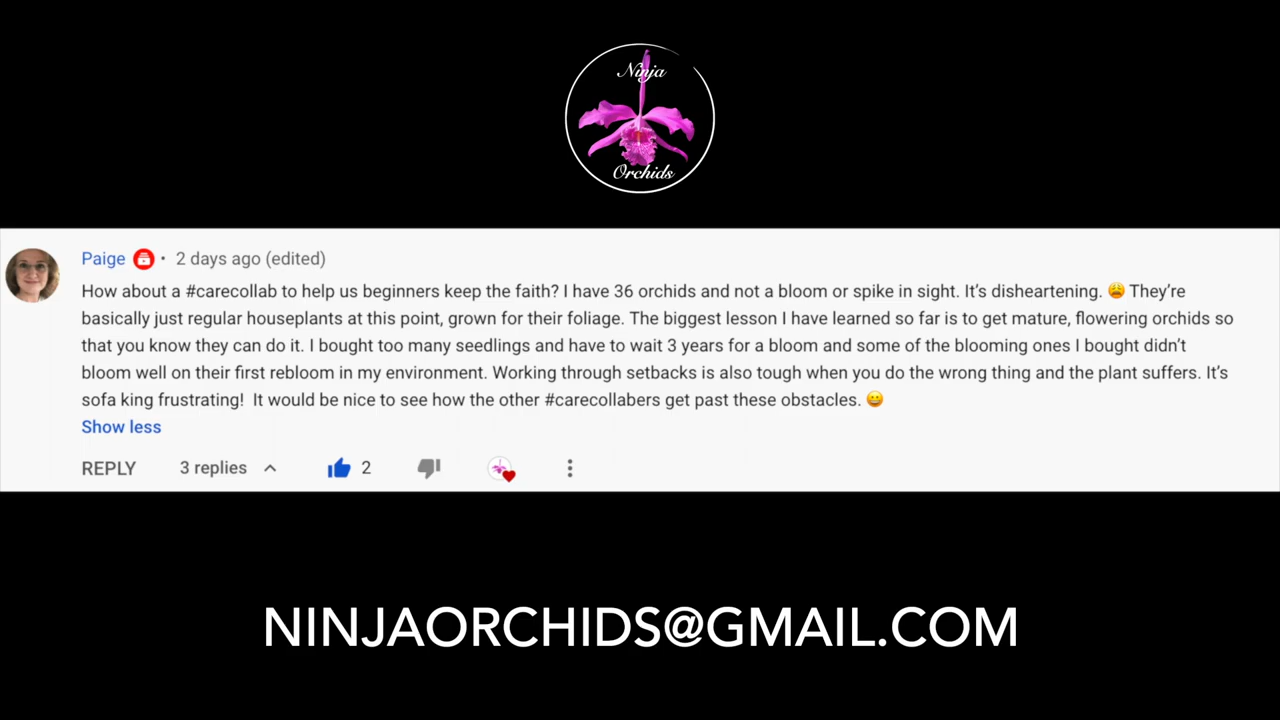 Ninja
Orchids
Paige • 2 days ago (edited)
How about a #carecollab to help us beginners keep the faith? I have 36 orchids and not a bloom or spike in sight. It’s disheartening. 😩 They’re
basically just regular houseplants at this point, grown for their foliage. The biggest lesson I have learned so far is to get mature, flowering orchids so
that you know they can do it. I bought too many seedlings and have to wait 3 years for a bloom and some of the blooming ones I bought didn’t
bloom well on their first rebloom in my environment. Working through setbacks is also tough when you do the wrong thing and the plant suffers. It’s
sofa king frustrating!  It would be nice to see how the other #carecollabers get past these obstacles. 😀
Show less
REPLY 3 replies 2
NINJAORCHIDS@GMAIL.COM